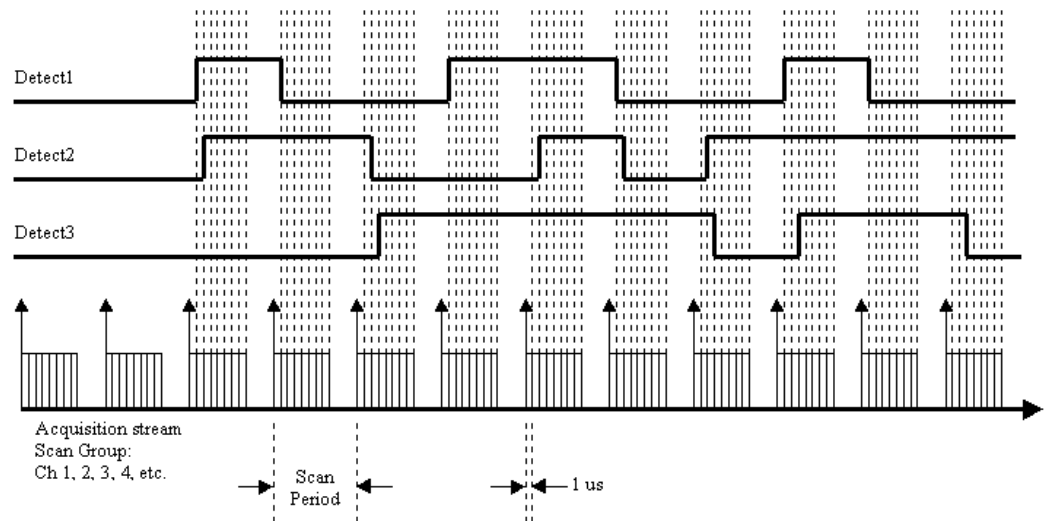 Detect1
Detect2
Detect3
Acquisition stream
Scan Group:
Ch 1, 2, 3, 4, etc.
Scan
Period
1 us